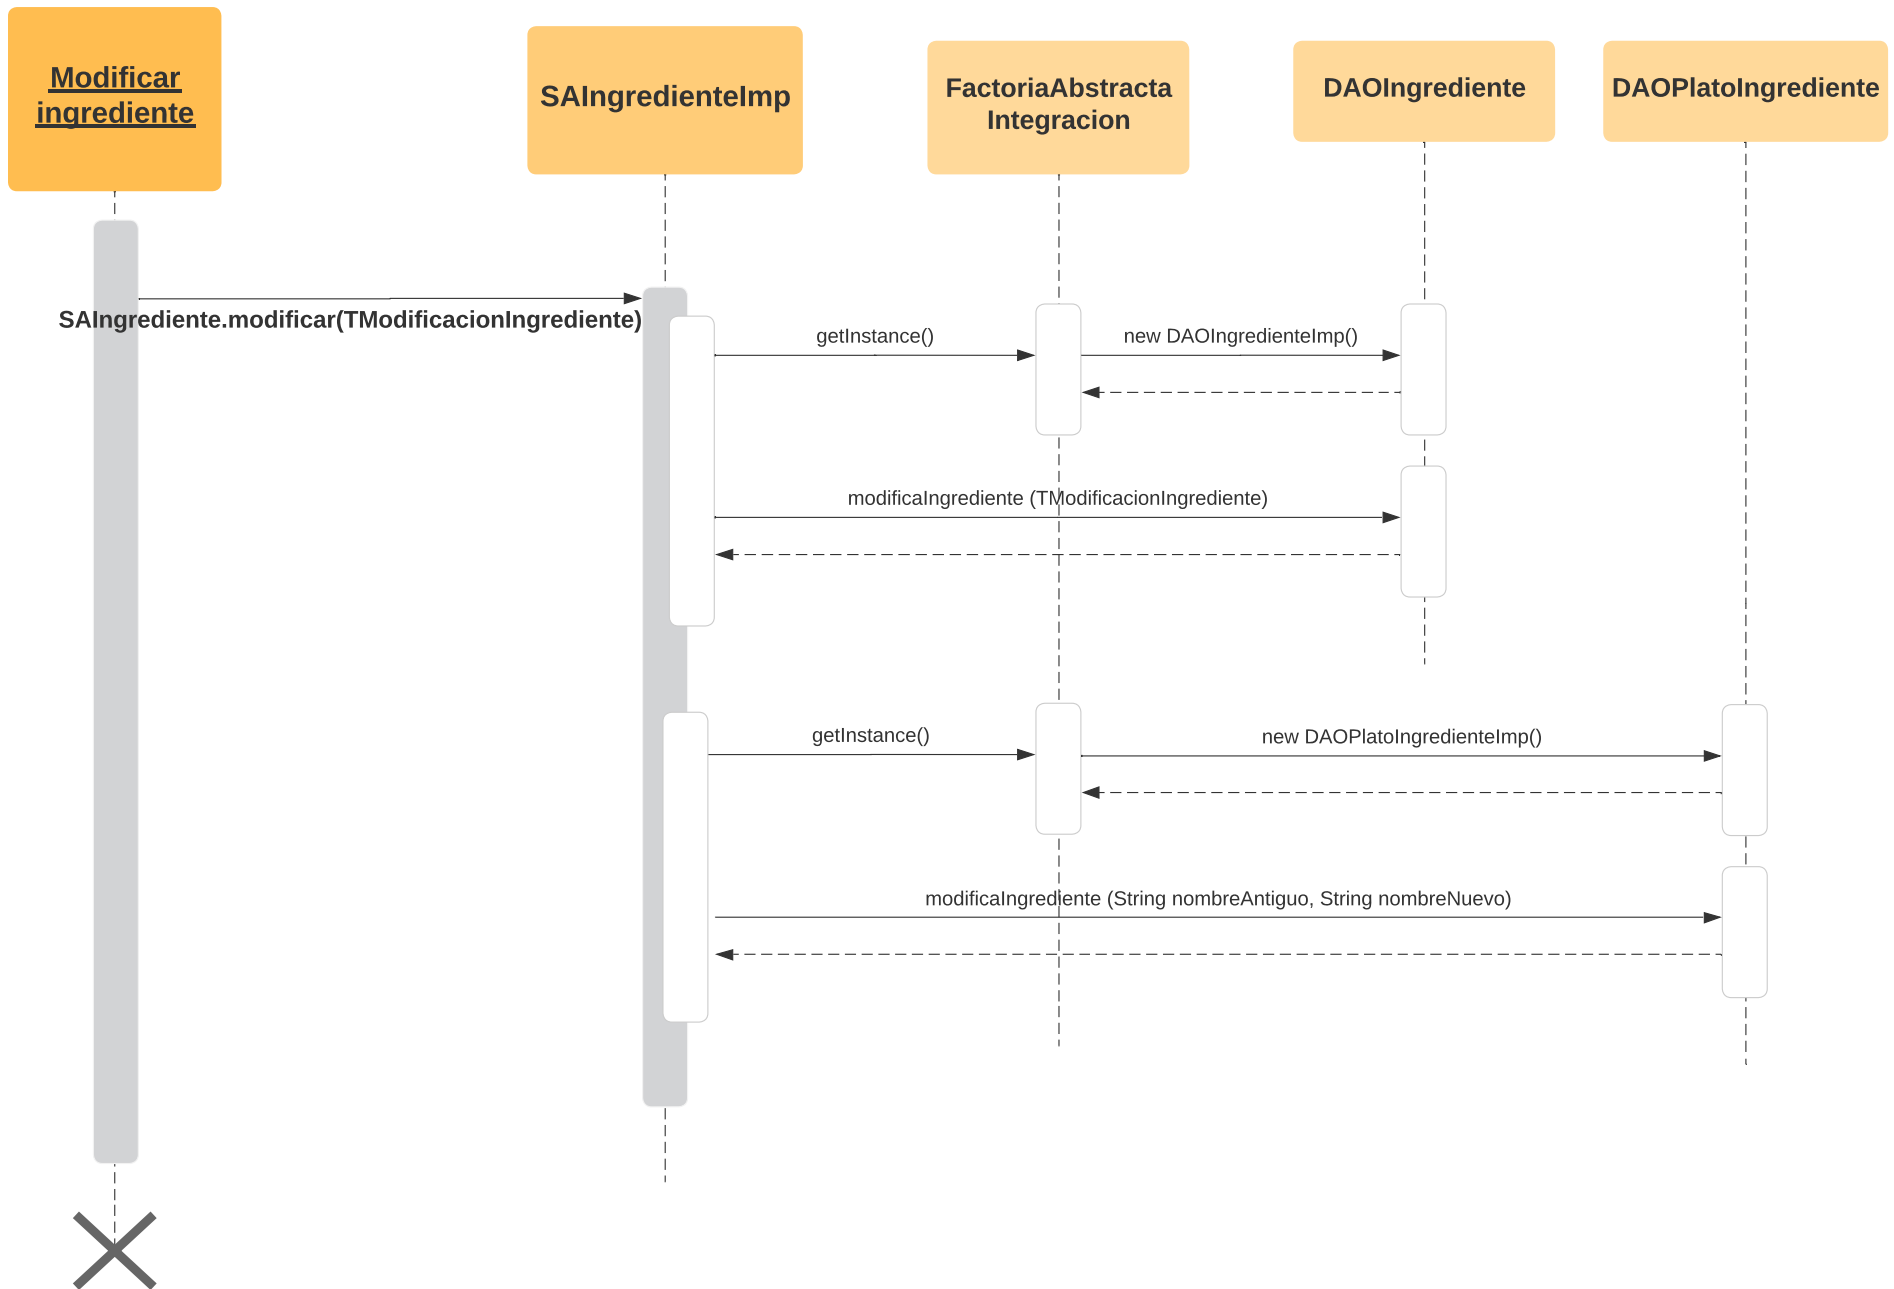 Modificar
ingrediente
SAIngredienteImp
FactoriaAbstracta
Integracion
DAOIngrediente
DAOPlatoIngrediente
SAIngrediente.modificar(TModificacionIngrediente)
getInstance()
new DAOIngredienteImp()
modificaIngrediente (TModificacionIngrediente)
getInstance()
new DAOPlatoIngredienteImp()
modificaIngrediente (String nombreAntiguo, String nombreNuevo)